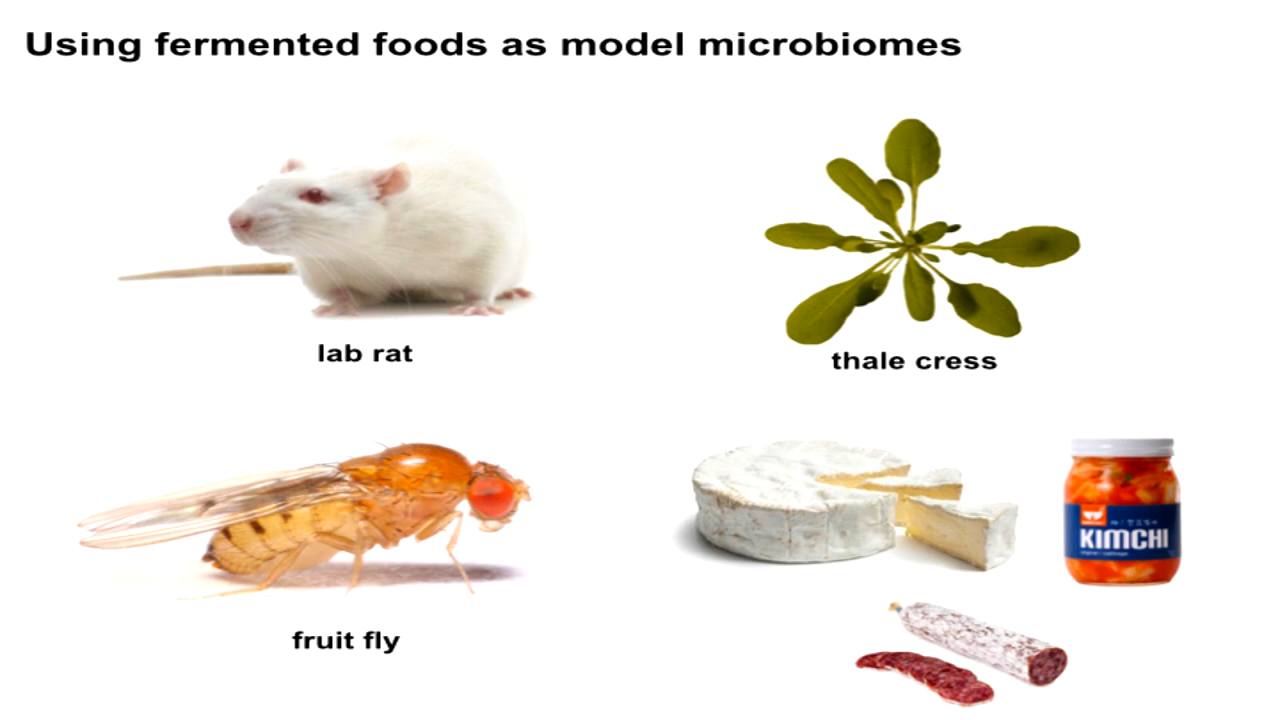 Using fermented foods as model microbiomes
lab rat
thale cress
fruit fly
KIMCHI